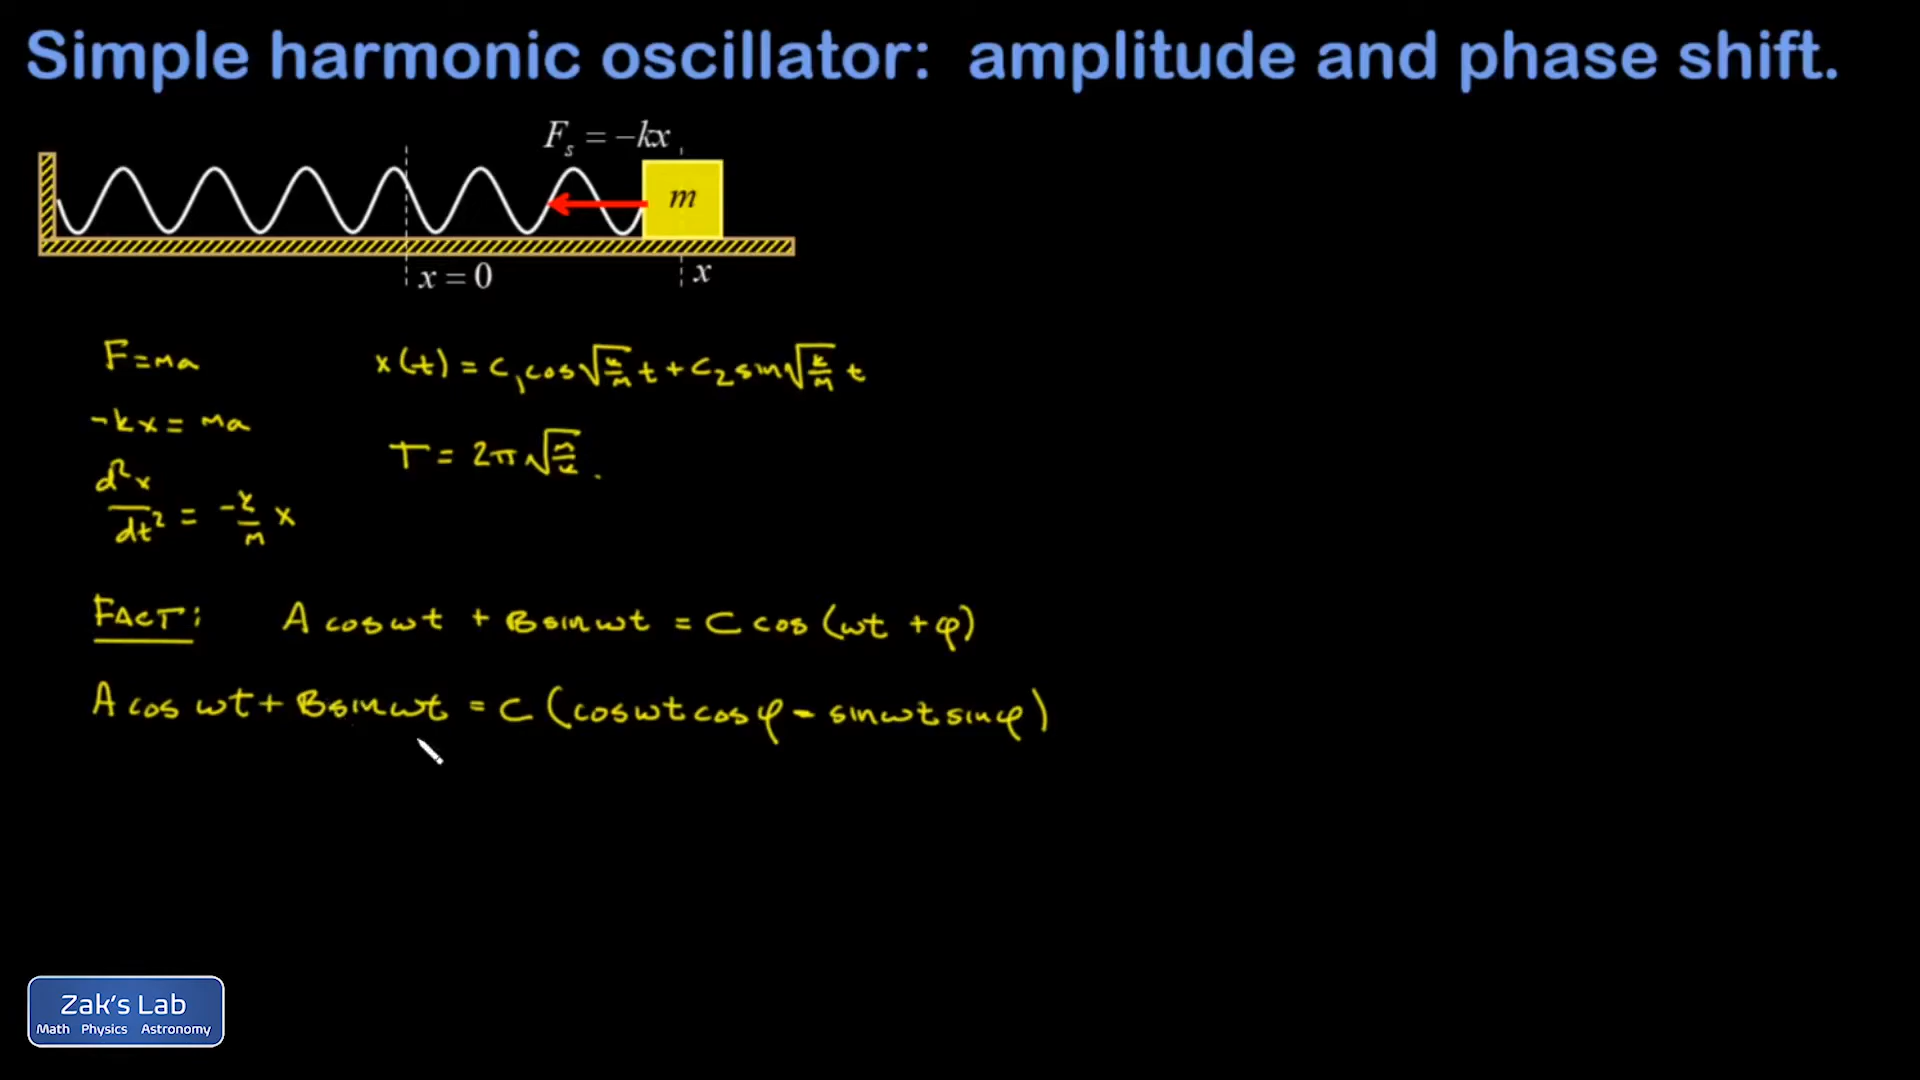 Simple harmonic oscillator: amplitude and phase shift.
Fₛ = −kx
m
x = 0
x
F=ma
x(t) = c₁cos√(k/m) t + c₂sin√(k/m) t
-kx = ma
T = 2π√(m/k).
d²x/dt² = -k/m x
FACT: A cos ωt + B sin ωt = C cos (ωt + φ)
A cos ωt + B sin ωt = C (cos ωt cos φ - sin ωt sin φ)
Zak's Lab
Math Physics Astronomy